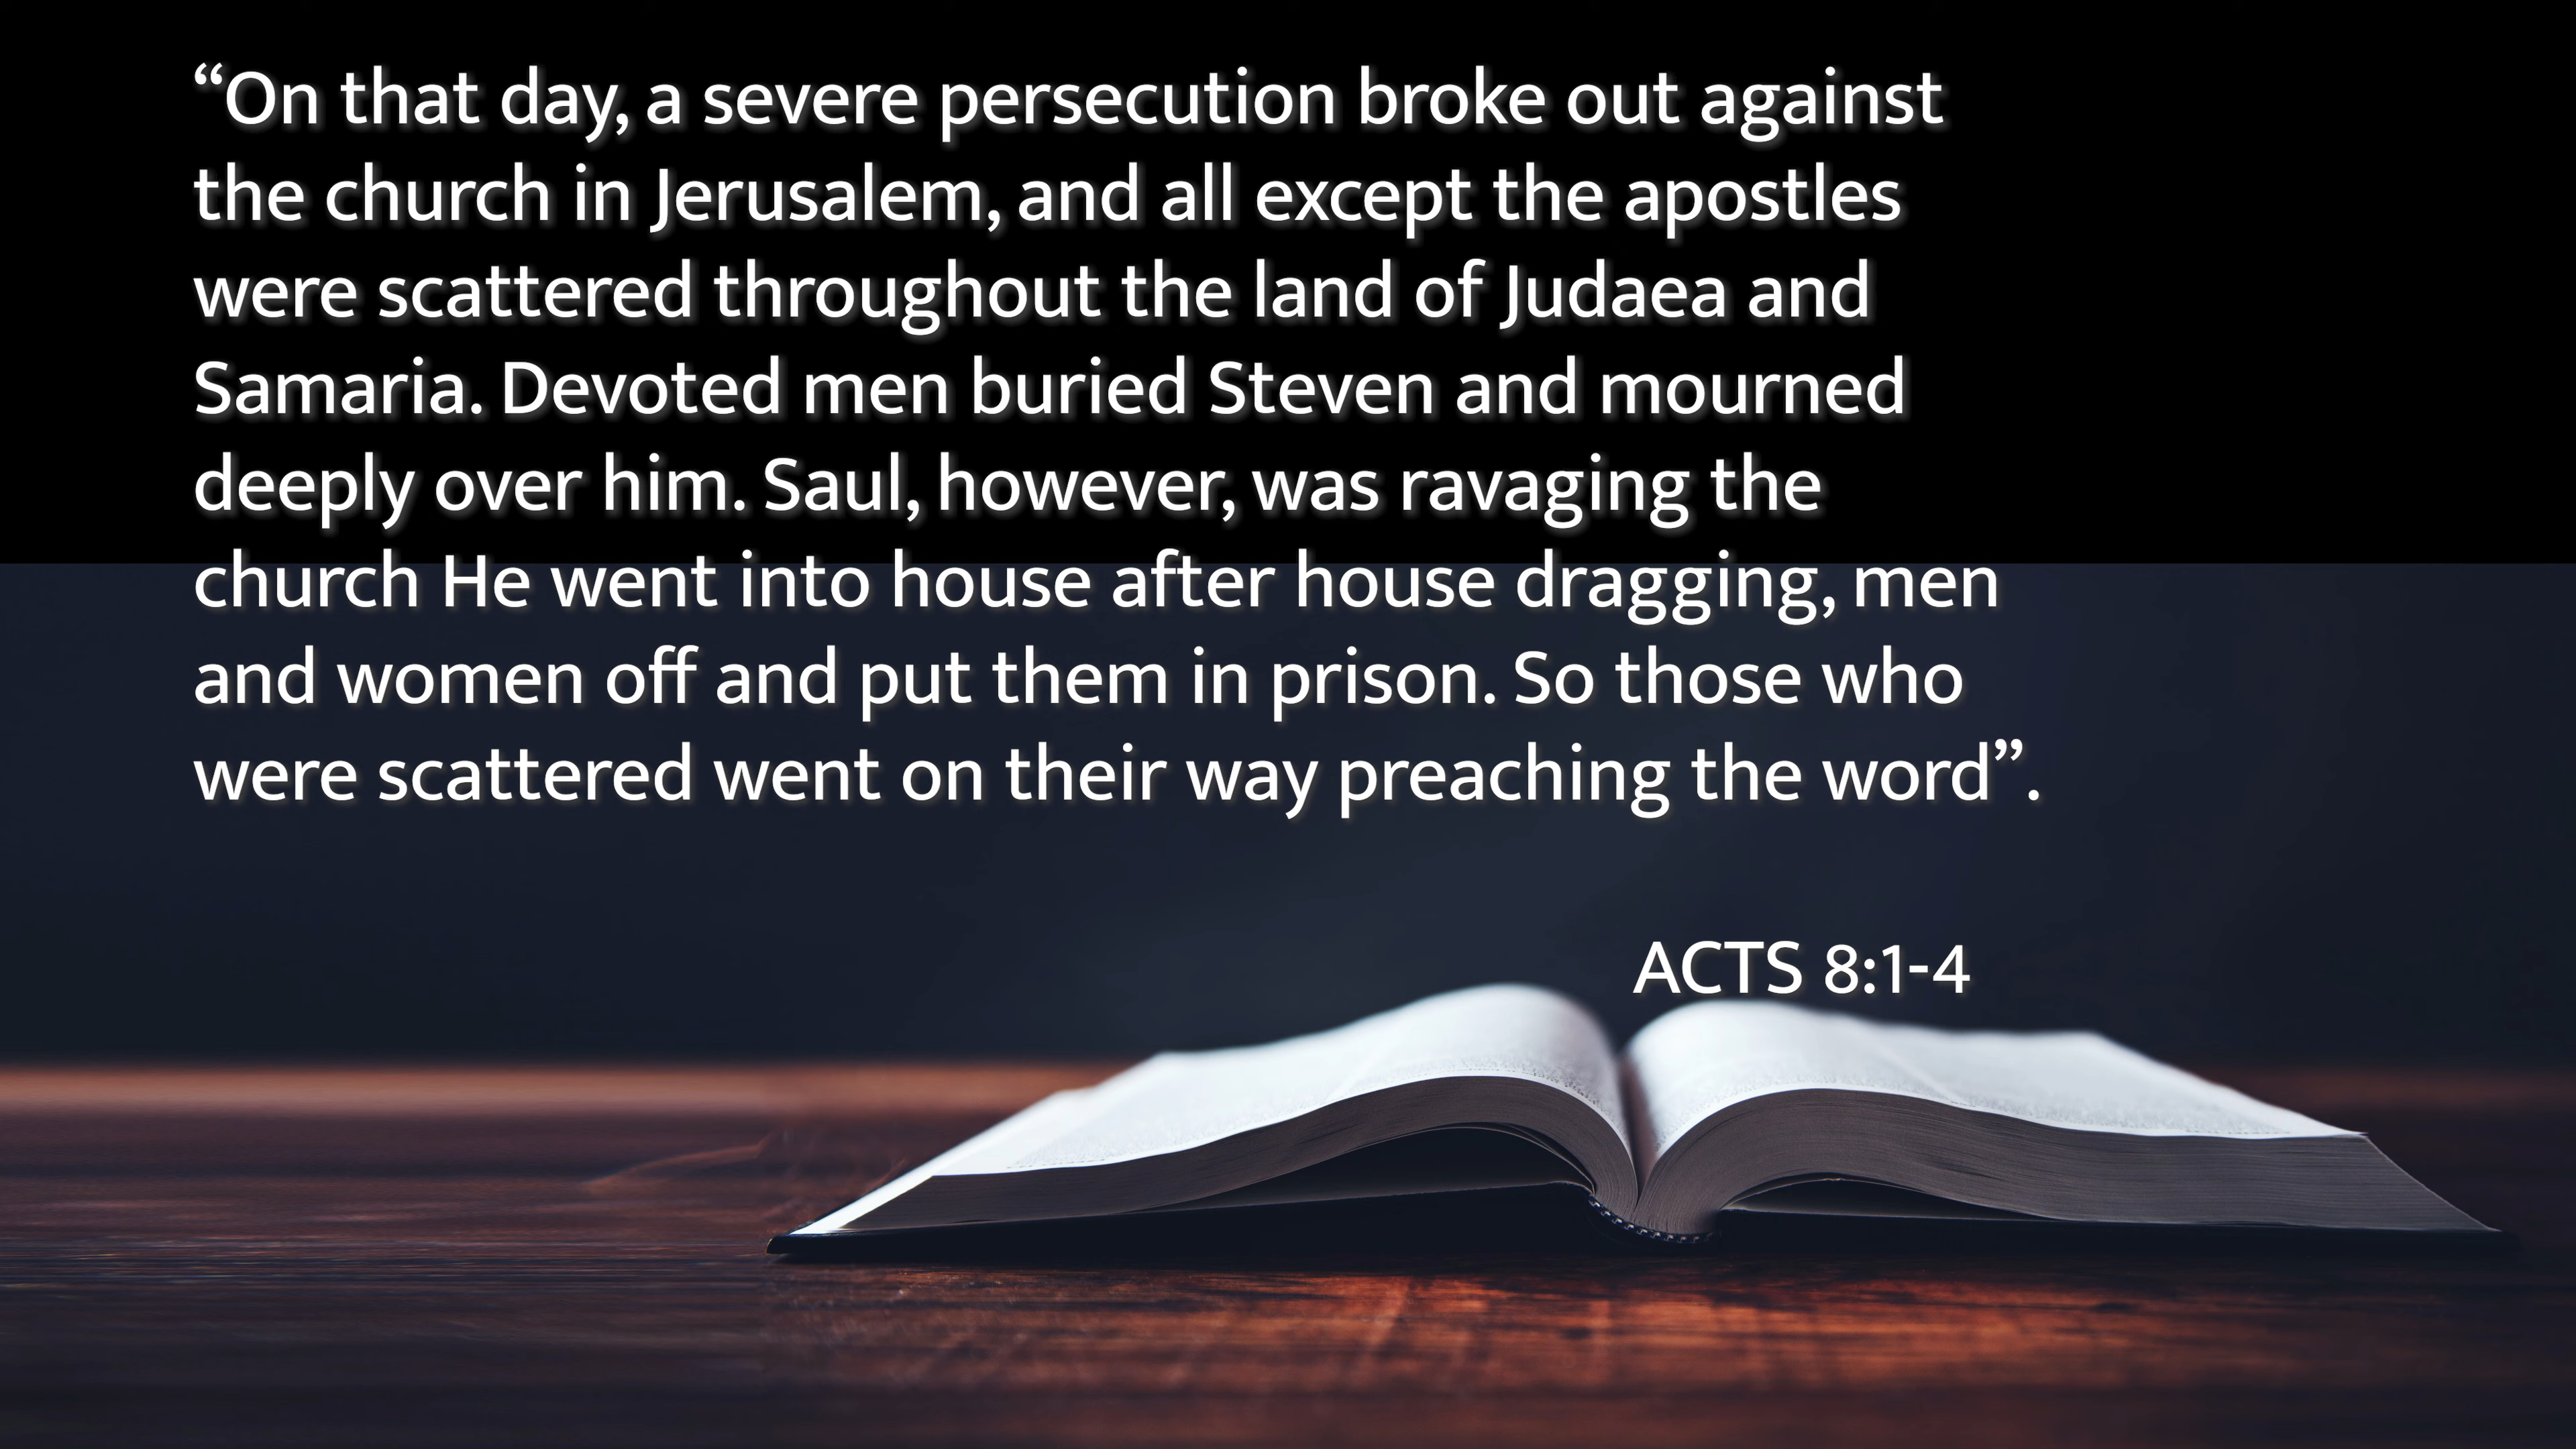 “On that day, a severe persecution broke out against
the church in Jerusalem, and all except the apostles
were scattered throughout the land of Judaea and
Samaria. Devoted men buried Steven and mourned
deeply over him. Saul, however, was ravaging the
church He went into house after house dragging, men
and women off and put them in prison. So those who
were scattered went on their way preaching the word”.
ACTS 8:1-4